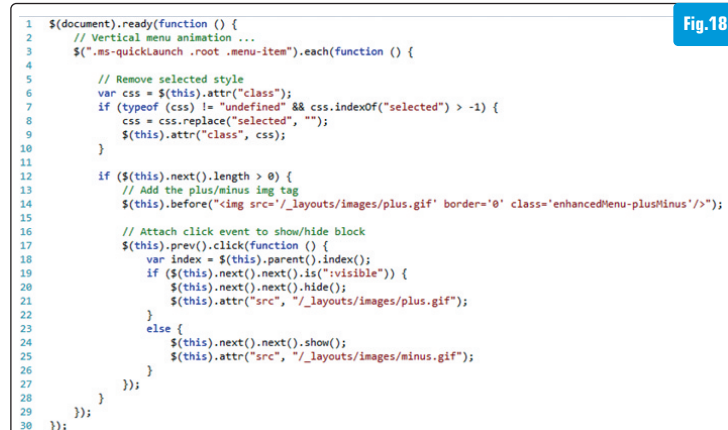 Fig.18
1 $(document).ready(function () {
2 // Vertical menu animation ...
3 $(".ms-quickLaunch .root .menu-item").each(function () {
4
5 // Remove selected style
6 var css = $(this).attr("class");
7 if (typeof (css) != "undefined" && css.indexOf("selected") > -1) {
8 css = css.replace("selected", "");
9 $(this).attr("class", css);
10 }
11
12 if ($(this).next().length > 0) {
13 // Add the plus/minus img tag
14 $(this).before("<img src='/_layouts/images/plus.gif' border='0' class='enhancedMenu-plusMinus'/>");
15
16 // Attach click event to show/hide block
17 $(this).prev().click(function () {
18 var index = $(this).parent().index();
19 if ($(this).next().next().is(":visible")) {
20 $(this).next().next().hide();
21 $(this).attr("src", "/_layouts/images/plus.gif");
22 }
23 else {
24 $(this).next().next().show();
25 $(this).attr("src", "/_layouts/images/minus.gif");
26 }
27 });
28 }
29 });
30 });